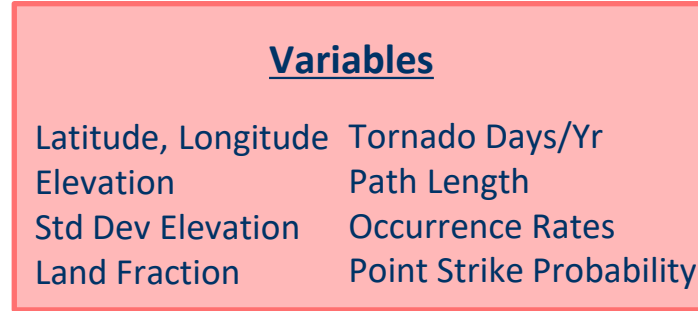 Variables
Latitude, Longitude
Elevation
Std Dev Elevation
Land Fraction
Tornado Days/Yr
Path Length
Occurrence Rates
Point Strike Probability